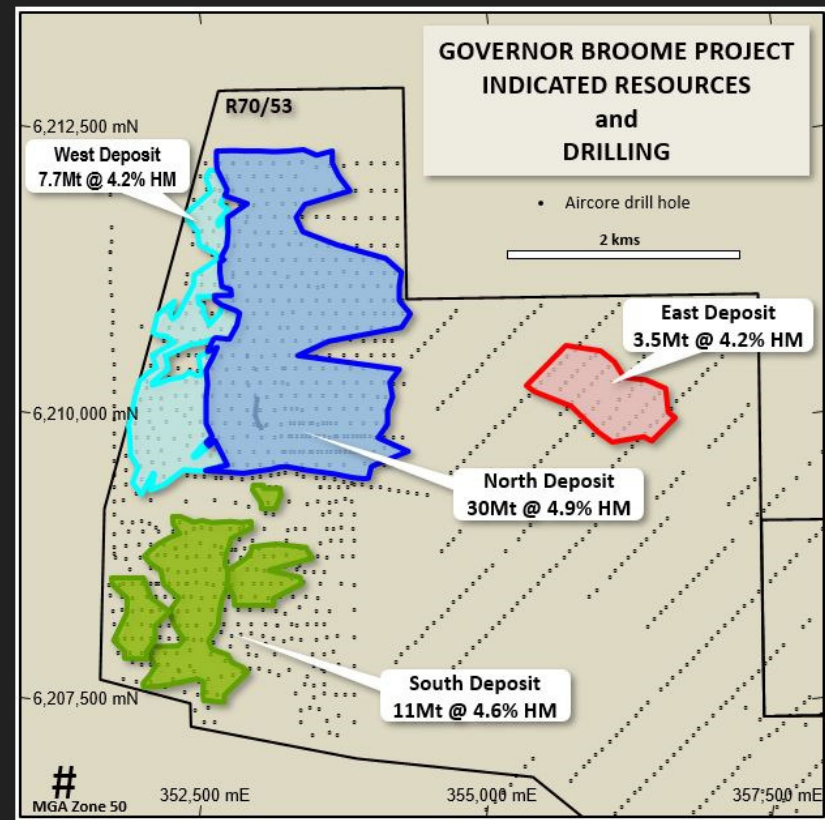 GOVERNOR BROOME PROJECT
INDICATED RESOURCES
and
DRILLING
R70/53
6,212,500 mN
West Deposit
7.7Mt @ 4.2% HM
Aircore drill hole
2 kms
East Deposit
3.5Mt @ 4.2% HM
6,210,000 mN
North Deposit
30Mt @ 4.9% HM
South Deposit
11Mt @ 4.6% HM
6,207,500 mN
#
MGA Zone 50
352,500 mE
355,000 mE
357,500 mE